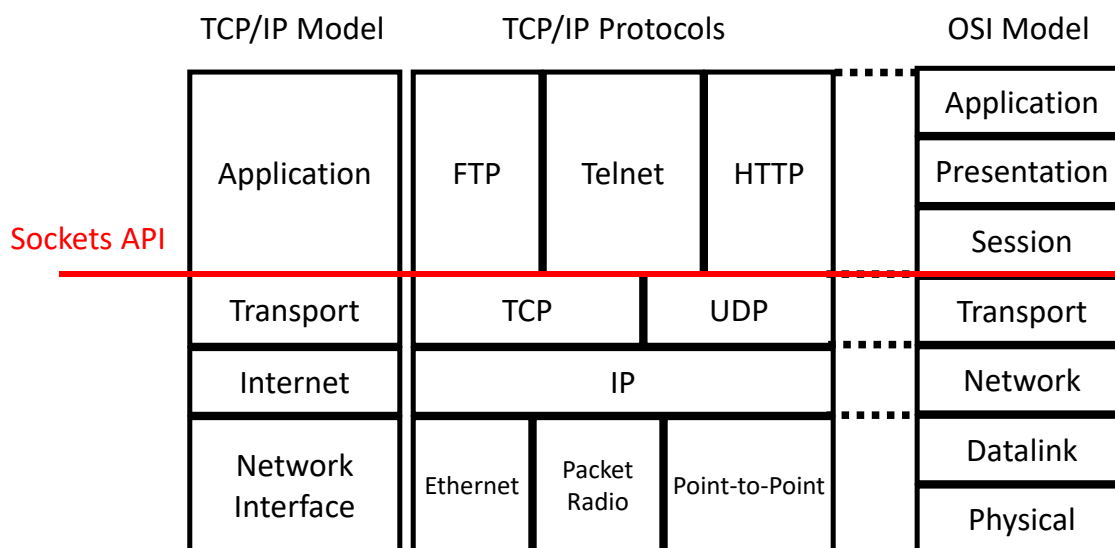 TCP/IP Model
TCP/IP Protocols
OSI Model
Application
FTP
Telnet
HTTP
Application
Presentation
Session
Sockets API
Transport
TCP
UDP
Transport
Internet
IP
Network
Network
Interface
Ethernet
Packet
Radio
Point-to-Point
Datalink
Physical